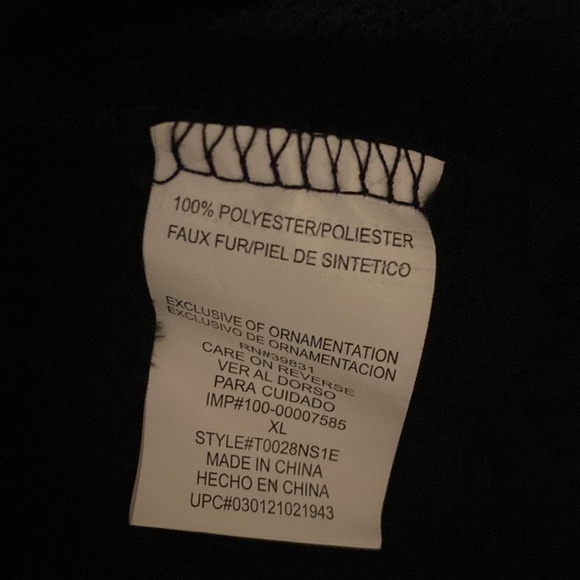 100% POLYESTER/POLIESTER
FAUX FUR/PIEL DE SINTETICO
EXCLUSIVE OF ORNAMENTATION
EXCLUSIVO DE ORNAMENTACION
RN#39831
CARE ON REVERSE
VER AL DORSO
PARA CUIDADO
IMP#100-00007585
XL
STYLE#T0028NS1E
MADE IN CHINA
HECHO EN CHINA
UPC#030121021943